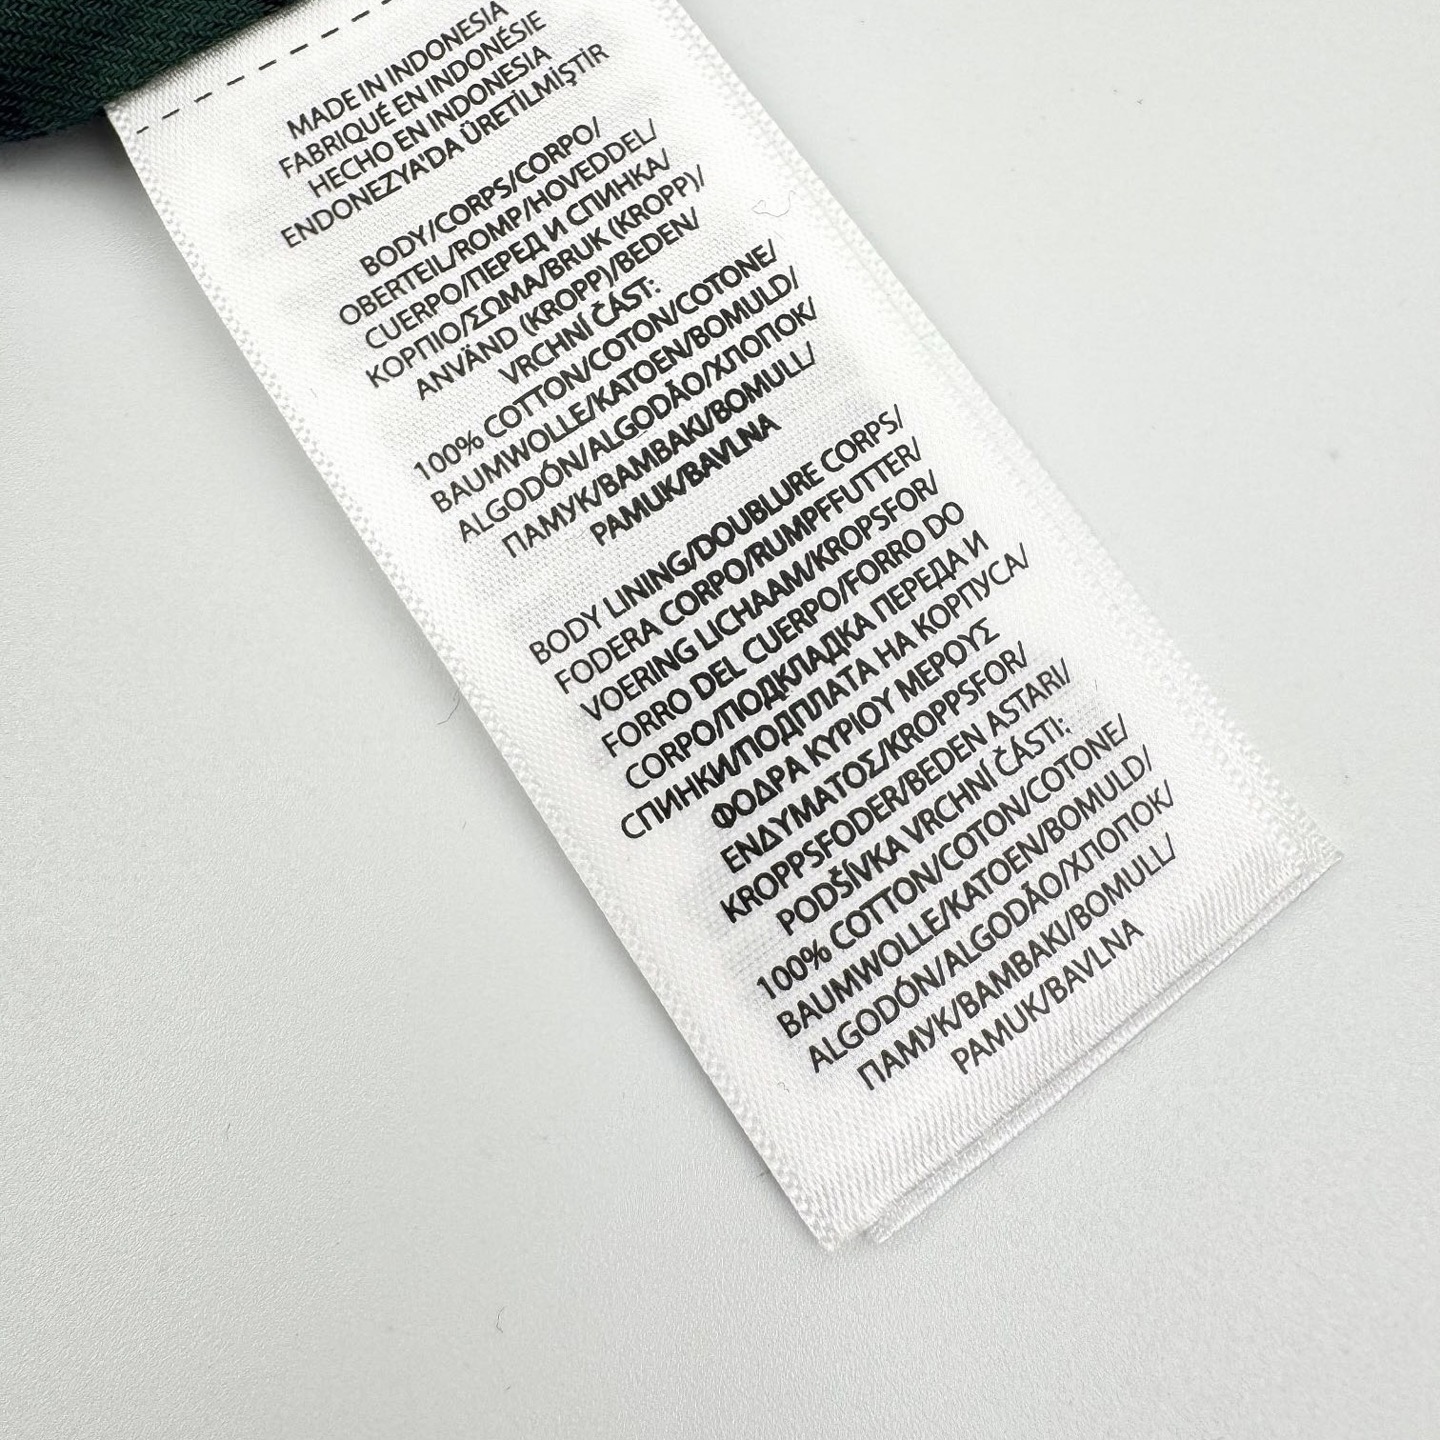 MADE IN INDONESIA
FABRIQUÉ EN INDONÉSIE
HECHO EN INDONESIA
ENDONEZYA'DA ÜRETİLMİŞTİR
BODY/CORPS/CORPO/
OBERTEIL/ROMP/HOVEDDEL/
CUERPO/ПЕРЕД И СПИНКА/
ΚΟΡΠΙΟ/ΣΩΜΑ/BRUK (KROPP)/
ANVÄND (KROPP)/BEDEN/
VRCHNÍ ČÁST:
100% COTTON/COTON/COTONE/
BAUMWOLLE/KATOEN/BOMULD/
ALGODÓN/ALGODÃO/ХЛОПОК/
ПАМУК/BAMBAKI/BOMULL/
PAMUK/BAVLNA
BODY LINING/DOUBLURE CORPS/
FODERA CORPO/RUMPFFUTTER/
VOERING LICHAAM/KROPSFOR/
FORRO DEL CUERPO/FORRO DO
CORPO/ПОДКЛАДКА ПЕРЕДА И
СПИНКИ/ПОДПЛАТА НА КОРПУСА/
ΦΟΔΡΑ ΚΥΡΙΟΥ ΜΕΡΟΥΣ
ΕΝΔΥΜΑΤΟΣ/KROPPSFOR/
KROPPSFODER/BEDEN ASTARI/
PODŠÍVKA VRCHNÍ ČÁSTI:
100% COTTON/COTON/COTONE/
BAUMWOLLE/KATOEN/BOMULD/
ALGODÓN/ALGODÃO/ХЛОПОК/
ПАМУК/BAMBAKI/BOMULL/
PAMUK/BAVLNA